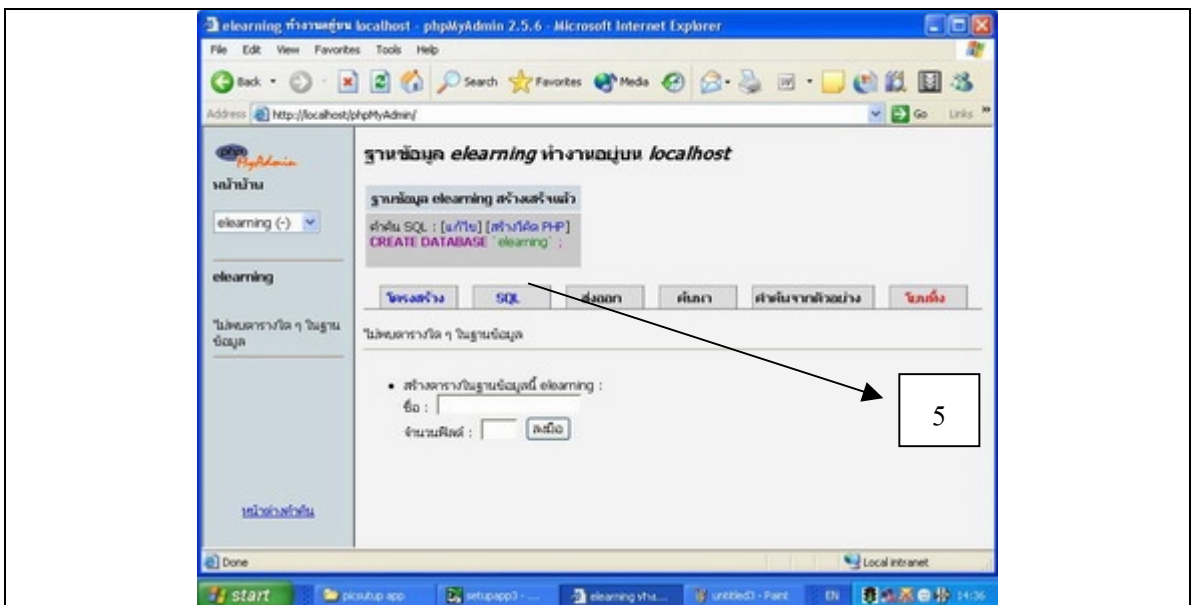 elearning ทำงานอยู่บน localhost - phpMyAdmin 2.5.6 - Microsoft Internet Explorer
File Edit View Favorites Tools Help
Back Search Favorites Media
Address http://localhost/phpMyAdmin/ Go Links
php
MyAdmin
หน้าบ้าน
elearning (-)
elearning
ไม่พบตารางใด ๆ ในฐาน
ข้อมูล
หน้าต่างคำค้น
ฐานข้อมูล elearning ทำงานอยู่บน localhost
ฐานข้อมูล elearning สร้างเสร็จแล้ว
คำค้น SQL : [แก้ไข] [สร้างโค้ด PHP]
CREATE DATABASE `elearning` ;
โครงสร้าง SQL ส่งออก ค้นหา คำค้นจากตัวอย่าง โยนทิ้ง
ไม่พบตารางใด ๆ ในฐานข้อมูล
• สร้างตารางในฐานข้อมูลนี้ elearning :
ชื่อ :
จำนวนฟิลด์ : ลงมือ
5
Done Local intranet
start picsutup app setupapp3 - .... elearning ทำง... untitled3 - Paint EN 14:36